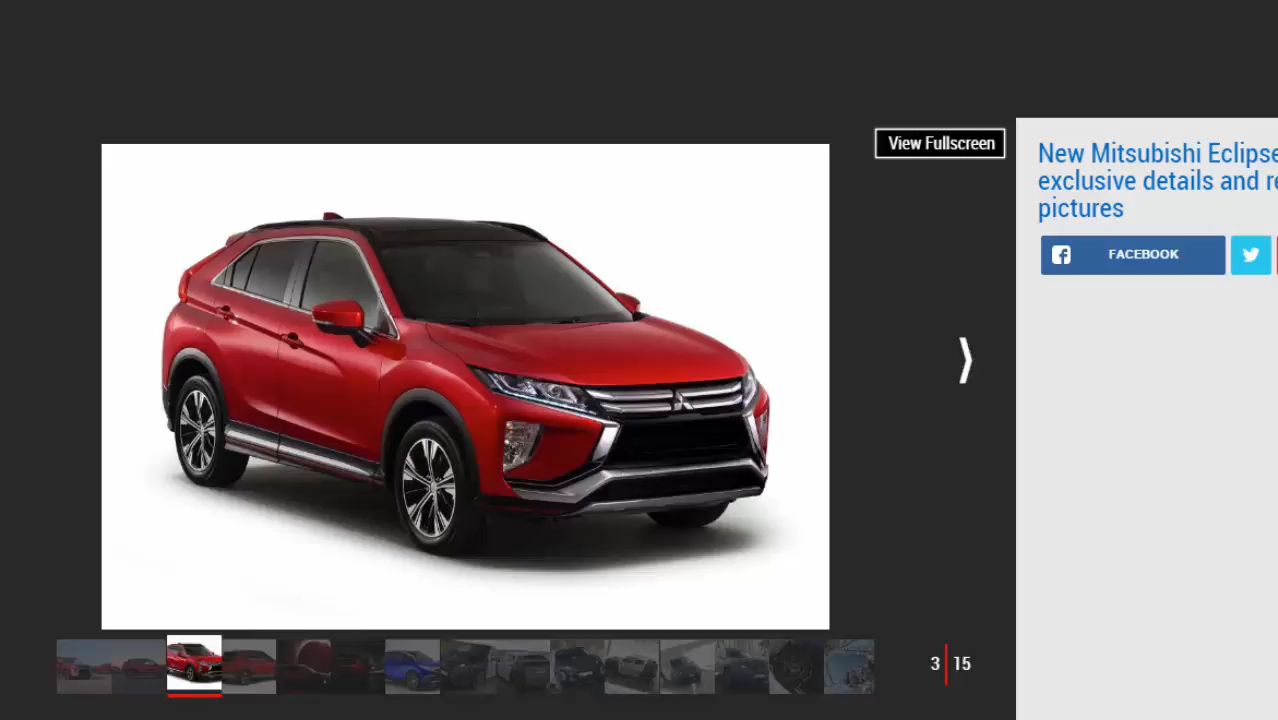 View Fullscreen
New Mitsubishi Eclipse
exclusive details and re
pictures
FACEBOOK
3 15